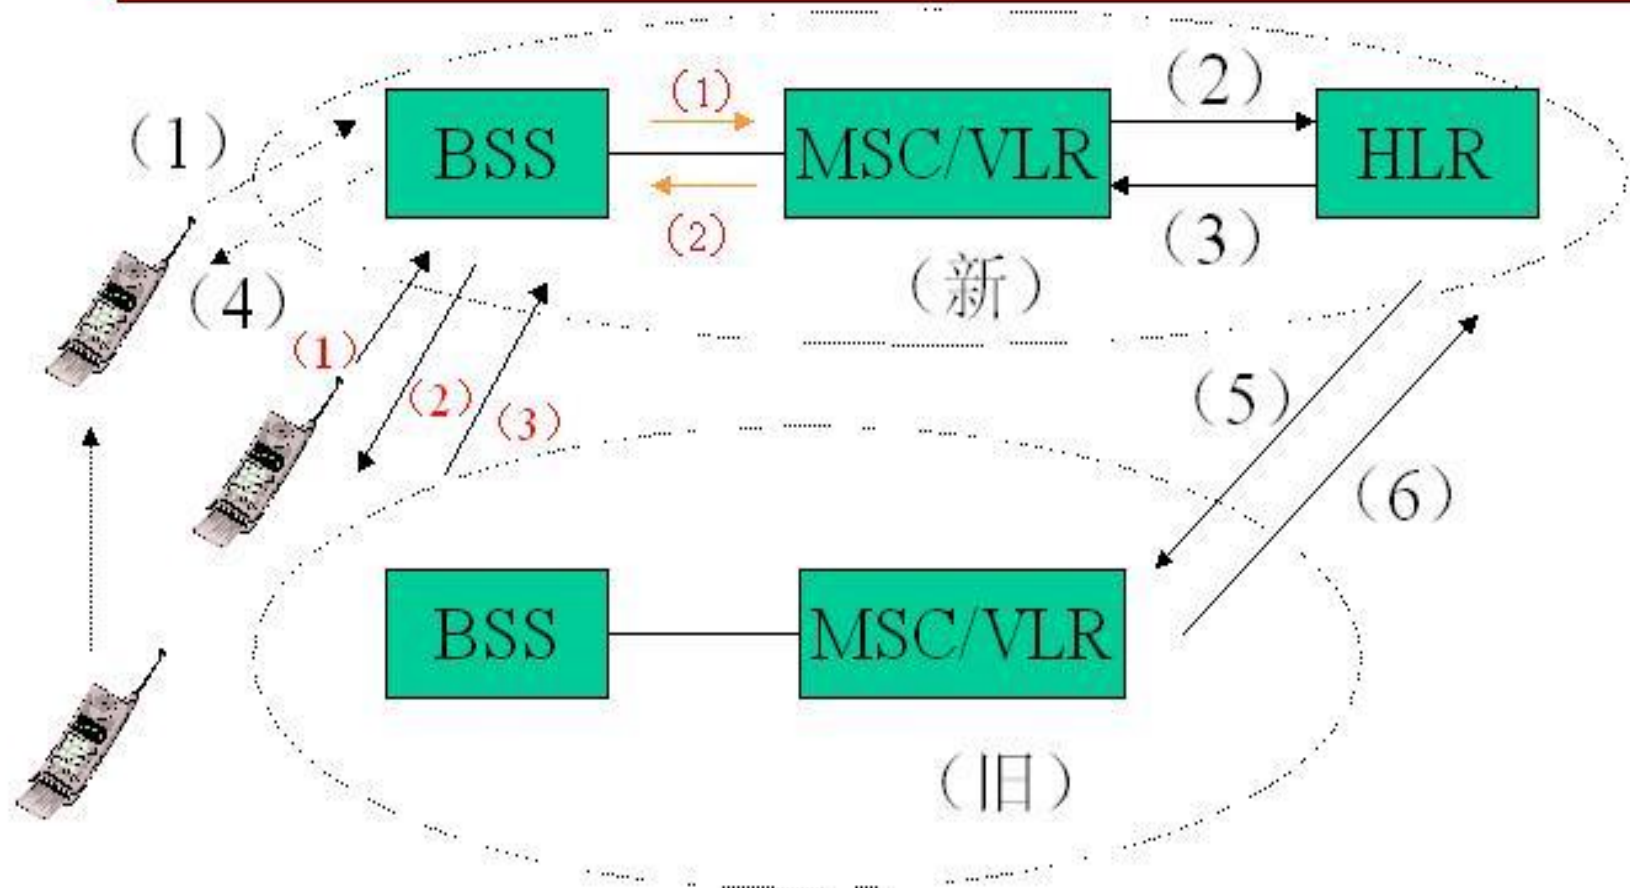 (1)
(2)
(1)
BSS
MSC/VLR
HLR
(2)
(3)
(新)
(4)
(1)
(2)
(3)
(5)
(6)
BSS
MSC/VLR
(旧)